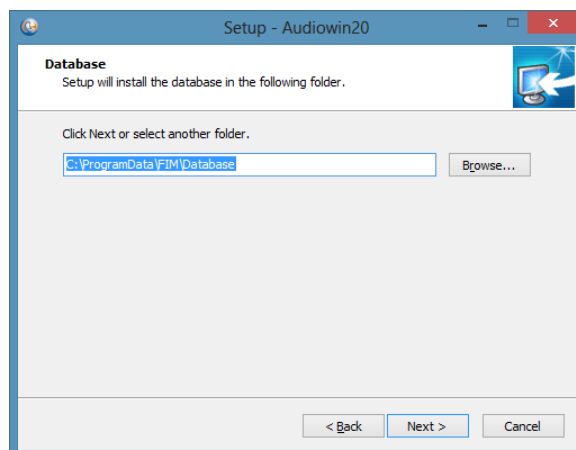 Setup - Audiowin20
Database
Setup will install the database in the following folder.
Click Next or select another folder.
C:\ProgramData\FIM\Database
Browse...
< Back
Next >
Cancel